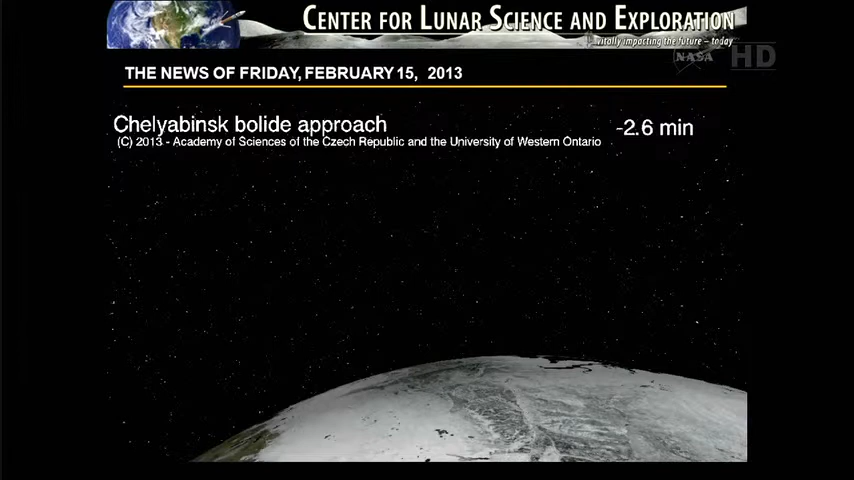 CENTER FOR LUNAR SCIENCE AND EXPLORATION
...vitally impacting the future – today
NASA HD
THE NEWS OF FRIDAY, FEBRUARY 15, 2013
Chelyabinsk bolide approach
-2.6 min
(C) 2013 - Academy of Sciences of the Czech Republic and the University of Western Ontario